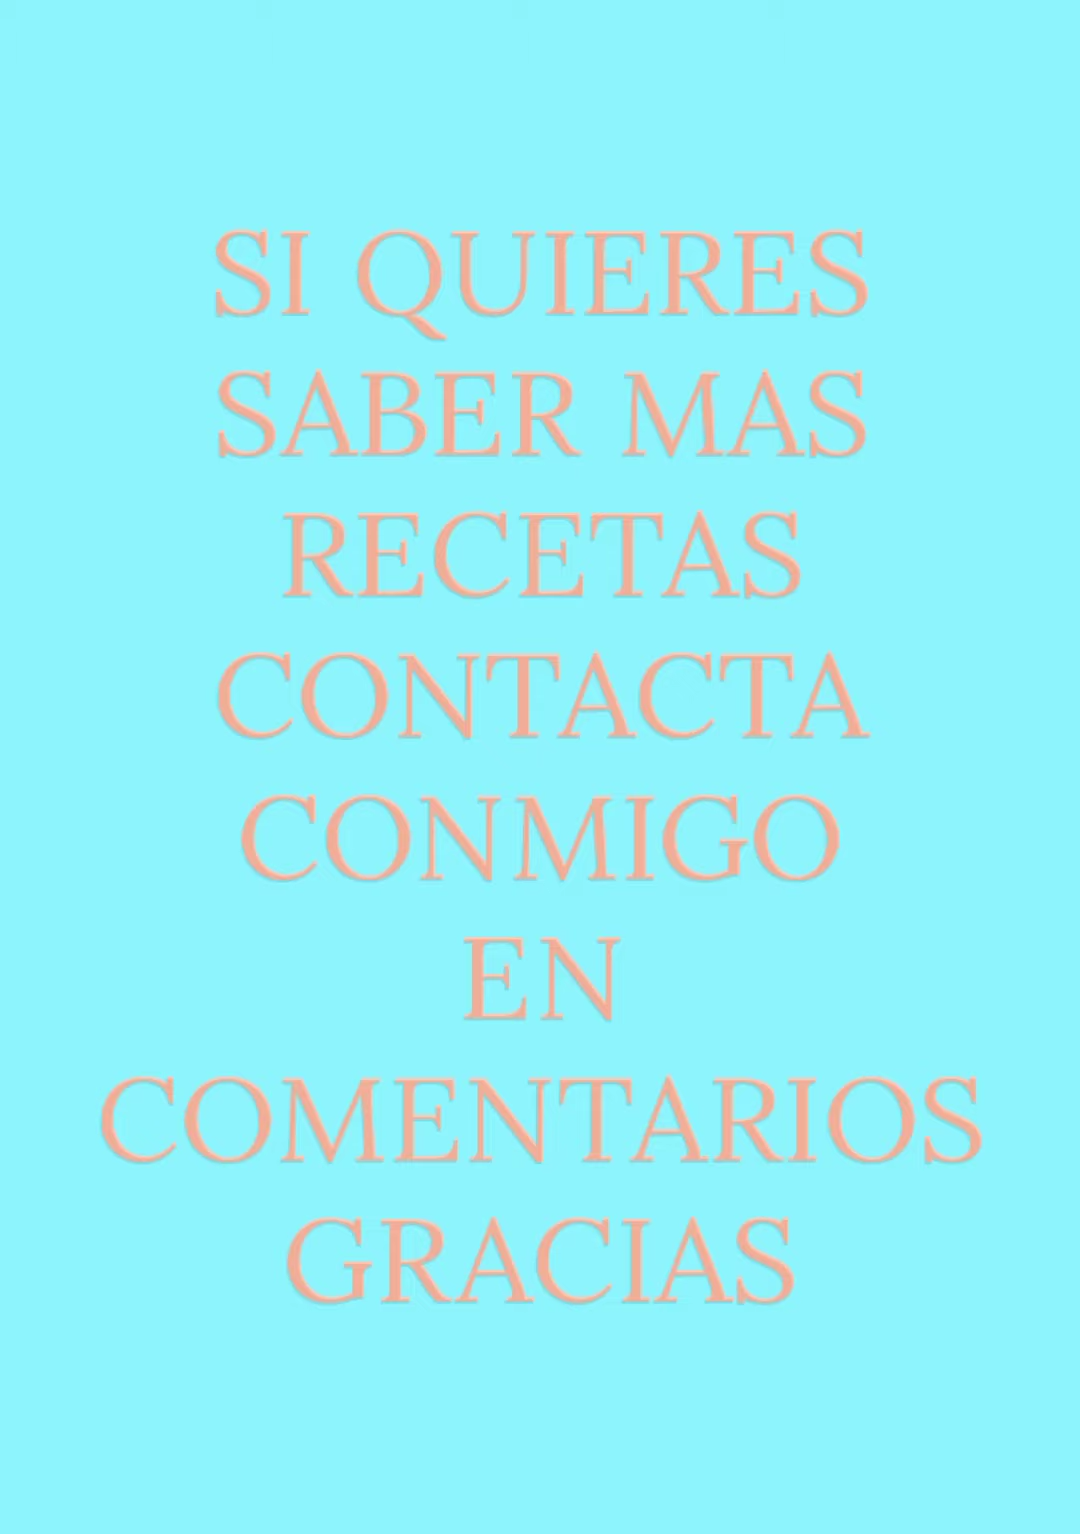 SI QUIERES
SABER MAS
RECETAS
CONTACTA
CONMIGO
EN
COMENTARIOS
GRACIAS